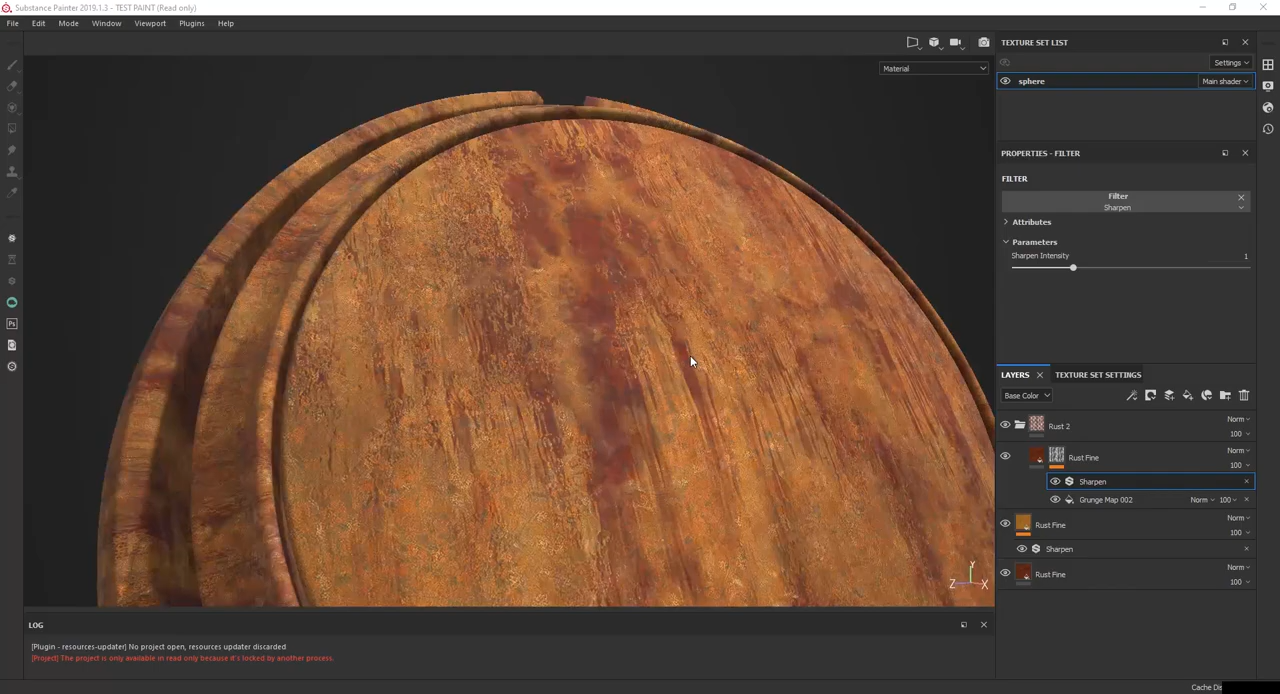 Substance Painter 2019.1.3 - TEST PAINT (Read only)
File Edit Mode Window Viewport Plugins Help
Material
TEXTURE SET LIST
Settings
sphere Main shader
PROPERTIES - FILTER
FILTER
Filter
Sharpen
Attributes
Parameters
Sharpen Intensity 1
LAYERS TEXTURE SET SETTINGS
Base Color
Rust 2 Norm
100
Rust Fine Norm
100
Sharpen
Grunge Map 002 Norm 100
Rust Fine Norm
100
Sharpen
Rust Fine Norm
100
Y
Z X
Ps
LOG
[Plugin - resources-updater] No project open, resources updater discarded
[Project] The project is only available in read only because it's locked by another process.
Cache